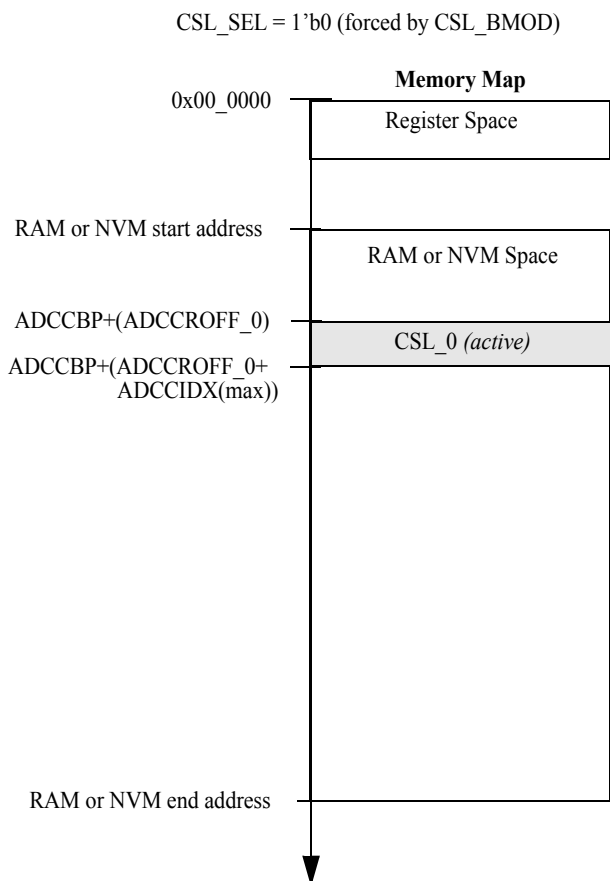 CSL_SEL = 1'b0 (forced by CSL_BMOD)
Memory Map
0x00_0000
Register Space
RAM or NVM start address
RAM or NVM Space
ADCCBP+(ADCCROFF_0)
CSL_0 (active)
ADCCBP+(ADCCROFF_0+
ADCCIDX(max))
RAM or NVM end address